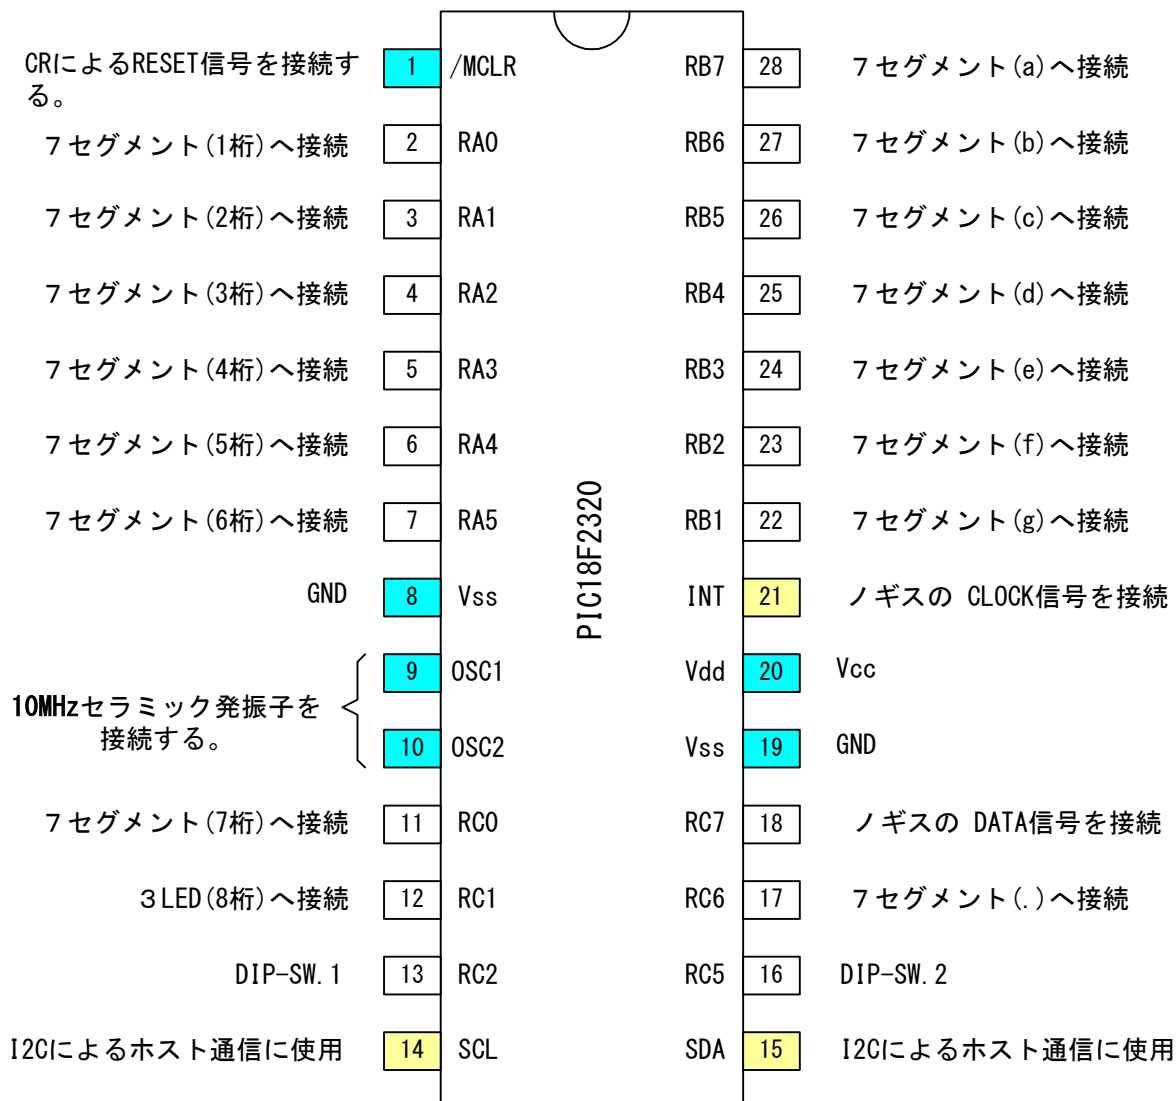 CRによるRESET信号を接続す 1 /MCLR RB7 28 7セグメント(a)へ接続
る。
7セグメント(1桁)へ接続 2 RA0 RB6 27 7セグメント(b)へ接続
7セグメント(2桁)へ接続 3 RA1 RB5 26 7セグメント(c)へ接続
7セグメント(3桁)へ接続 4 RA2 RB4 25 7セグメント(d)へ接続
7セグメント(4桁)へ接続 5 RA3 RB3 24 7セグメント(e)へ接続
7セグメント(5桁)へ接続 6 RA4 RB2 23 7セグメント(f)へ接続
7セグメント(6桁)へ接続 7 RA5 RB1 22 7セグメント(g)へ接続
PIC18F2320
GND 8 Vss INT 21 ノギスの CLOCK信号を接続
9 OSC1 Vdd 20 Vcc
10MHzセラミック発振子を
接続する。
10 OSC2 Vss 19 GND
7セグメント(7桁)へ接続 11 RC0 RC7 18 ノギスの DATA信号を接続
3LED(8桁)へ接続 12 RC1 RC6 17 7セグメント(.)へ接続
DIP-SW.1 13 RC2 RC5 16 DIP-SW.2
I2Cによるホスト通信に使用 14 SCL SDA 15 I2Cによるホスト通信に使用